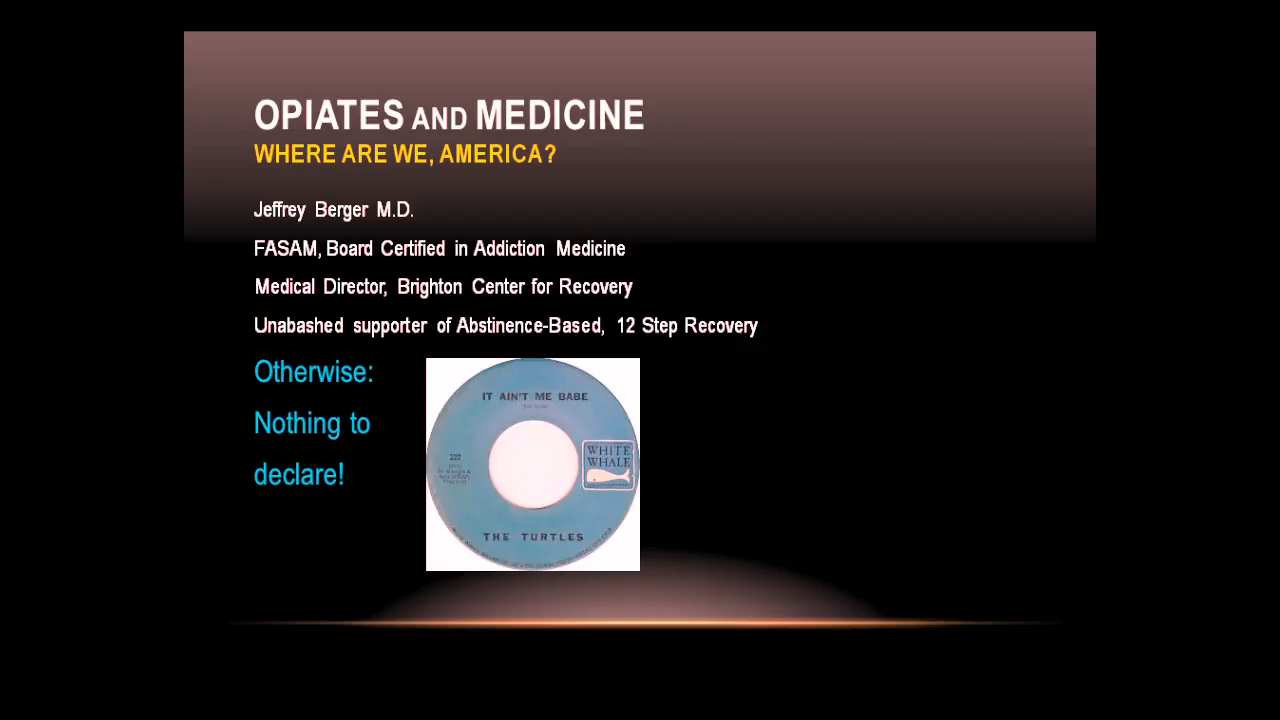 OPIATES AND MEDICINE
WHERE ARE WE, AMERICA?
Jeffrey Berger M.D.
FASAM, Board Certified in Addiction Medicine
Medical Director, Brighton Center for Recovery
Unabashed supporter of Abstinence-Based, 12 Step Recovery
Otherwise:
Nothing to
declare!
IT AIN'T ME BABE
222
WHITE
WHALE
THE TURTLES